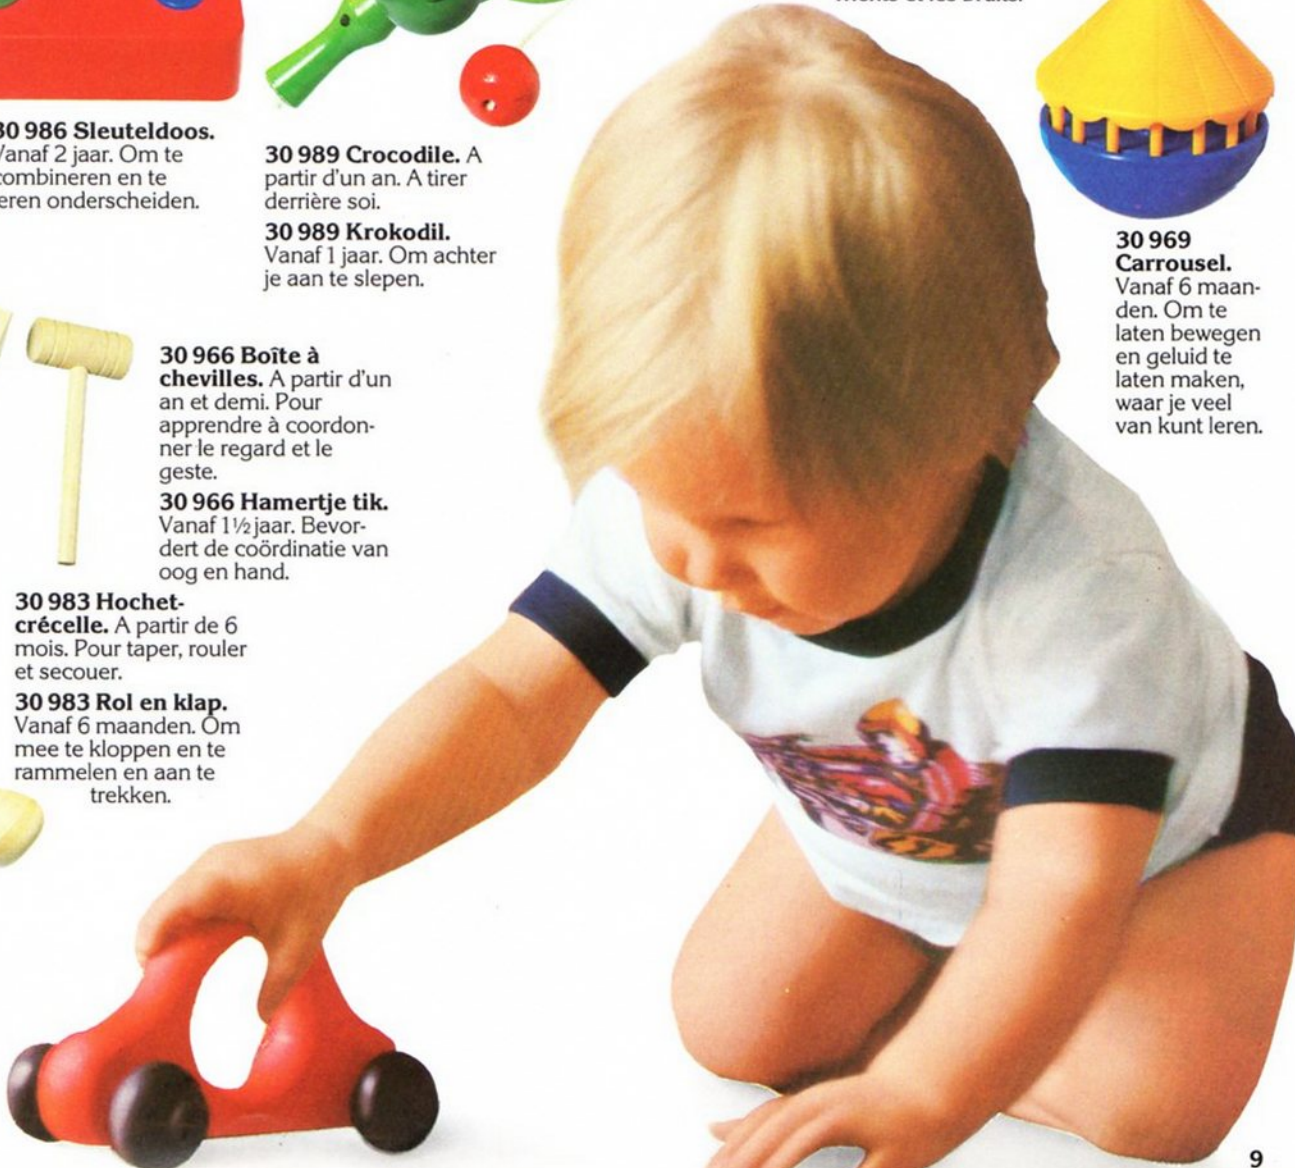 30 986 Sleuteldoos.
Vanaf 2 jaar. Om te
combineren en te
leren onderscheiden.
30 989 Crocodile. A
partir d'un an. A tirer
derrière soi.
30 989 Krokodil.
Vanaf 1 jaar. Om achter
je aan te slepen.
30 969
Carrousel.
Vanaf 6 maan-
den. Om te
laten bewegen
en geluid te
laten maken,
waar je veel
van kunt leren.
30 966 Boîte à
chevilles. A partir d'un
an et demi. Pour
apprendre à coordon-
ner le regard et le
geste.
30 966 Hamertje tik.
Vanaf 1½ jaar. Bevor-
dert de coördinatie van
oog en hand.
30 983 Hochet-
crécelle. A partir de 6
mois. Pour taper, rouler
et secouer.
30 983 Rol en klap.
Vanaf 6 maanden. Om
mee te kloppen en te
rammelen en aan te
trekken.
9